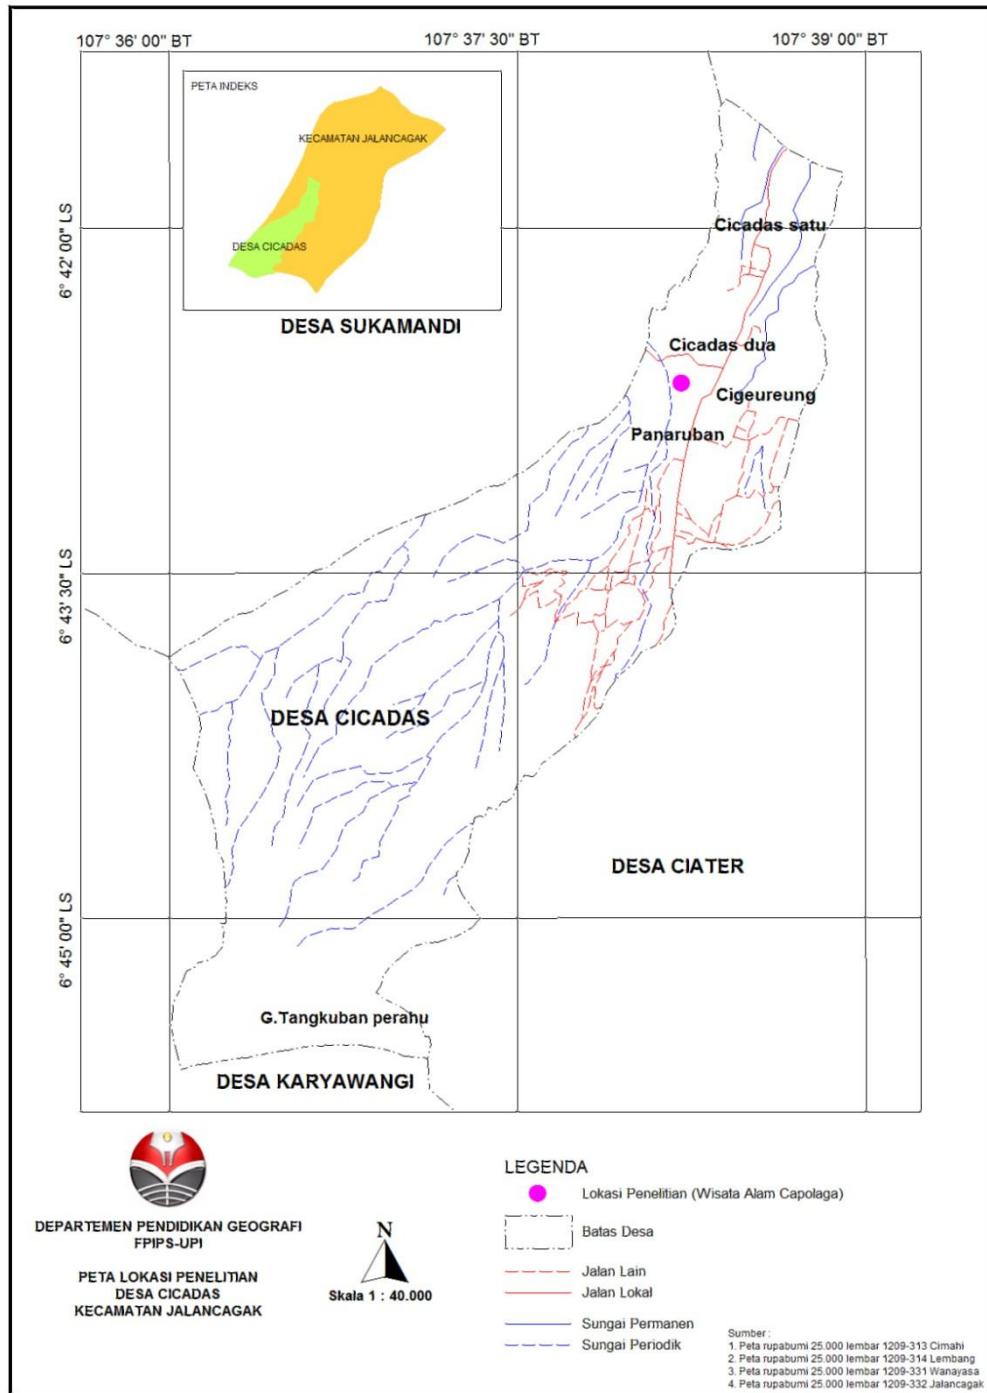 107° 36' 00" BT
107° 37' 30" BT
107° 39' 00" BT
PETA INDEKS
KECAMATAN JALANCAGAK
DESA CICADAS
6° 42' 00" LS
Cicadas satu
DESA SUKAMANDI
Cicadas dua
Cigeureung
Panaruban
6° 43' 30" LS
DESA CICADAS
DESA CIATER
6° 45' 00" LS
G.Tangkuban perahu
DESA KARYAWANGI
DEPARTEMEN PENDIDIKAN GEOGRAFI
FPIPS-UPI
PETA LOKASI PENELITIAN
DESA CICADAS
KECAMATAN JALANCAGAK
N
Skala 1 : 40.000
LEGENDA
Lokasi Penelitian (Wisata Alam Capolaga)
Batas Desa
Jalan Lain
Jalan Lokal
Sungai Permanen
Sungai Periodik
Sumber :
1. Peta rupabumi 25.000 lembar 1209-313 Cimahi
2. Peta rupabumi 25.000 lembar 1209-314 Lembang
3. Peta rupabumi 25.000 lembar 1209-331 Wanayasa
4. Peta rupabumi 25.000 lembar 1209-332 Jalancagak